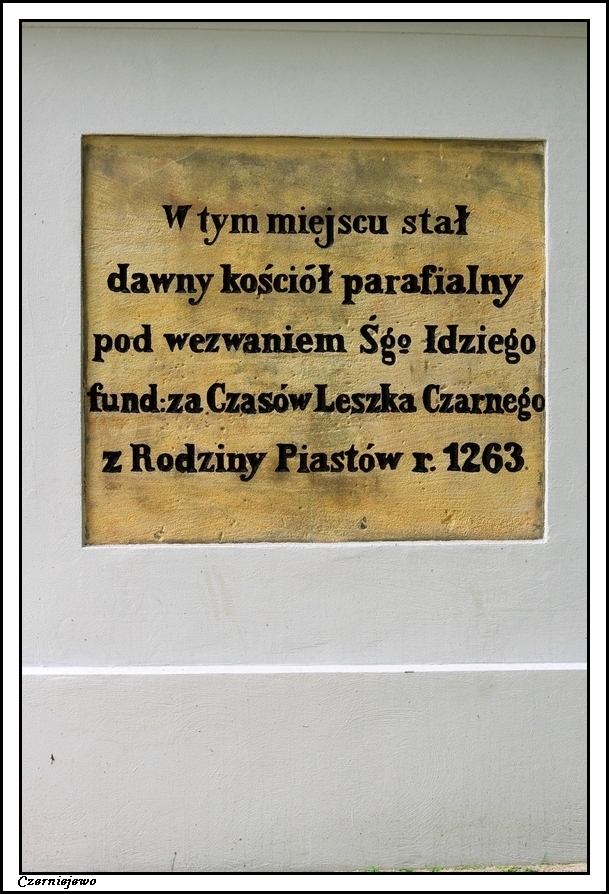 W tym miejscu stał
dawny kościół parafialny
pod wezwaniem Śgo Idziego
fund:za Czasów Leszka Czarnego
z Rodziny Piastów r. 1263.
Czerniejewo